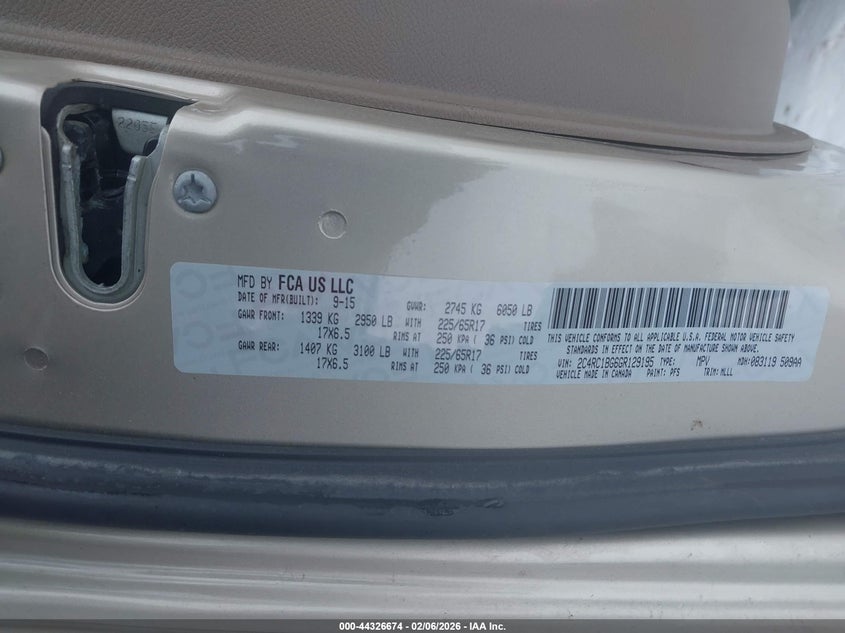 2205
MFD BY FCA US LLC
DATE OF MFR(BUILT): 9-15 GVWR: 2745 KG 6050 LB
GAWR FRONT: 1339 KG 2950 LB WITH 225/65R17 TIRES
17X6.5 RIMS AT 250 KPA ( 36 PSI) COLD
GAWR REAR: 1407 KG 3100 LB WITH 225/65R17 TIRES
17X6.5 RIMS AT 250 KPA ( 36 PSI) COLD
THIS VEHICLE CONFORMS TO ALL APPLICABLE U.S.A. FEDERAL MOTOR VEHICLE SAFETY
STANDARDS IN EFFECT ON THE DATE OF MANUFACTURE SHOWN ABOVE.
VIN: 2C4RC1BG6GR129195 TYPE: MPV MDH: 083119 509AA
VEHICLE MADE IN CANADA PAINT: PFS TRIM: MLLL
000-44326674 | 02/06/2026 | IAA Inc.